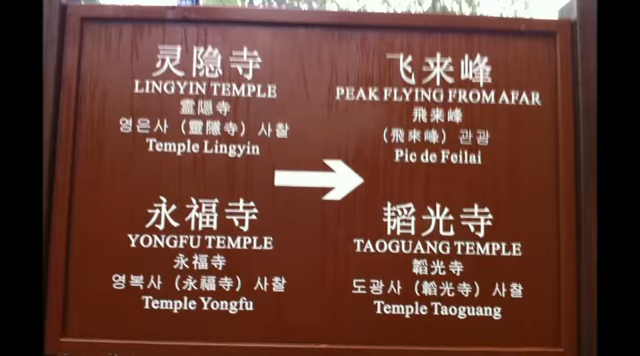 灵隐寺
LINGYIN TEMPLE
靈隠寺
영은사（靈隱寺）사찰
Temple Lingyin
飞来峰
PEAK FLYING FROM AFAR
飛来峰
（飛來峰）관광
Pic de Feilai
永福寺
YONGFU TEMPLE
永福寺
영복사（永福寺）사찰
Temple Yongfu
韬光寺
TAOGUANG TEMPLE
韜光寺
도광사（韜光寺）사찰
Temple Taoguang